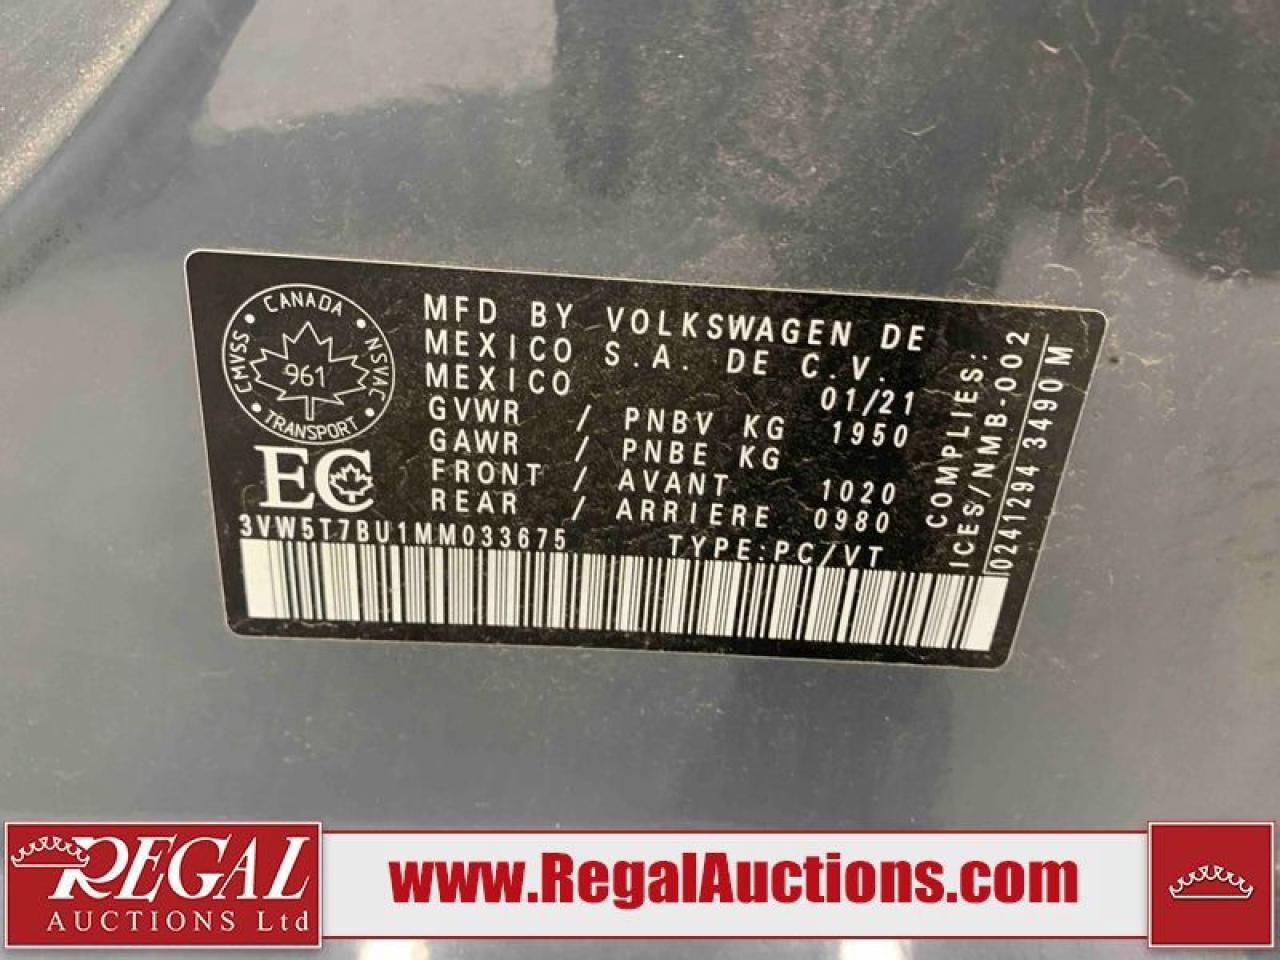 CANADA
CMVSS • NSVAC
961
TRANSPORT
EC
MFD BY VOLKSWAGEN DE
MEXICO S.A. DE C.V.
MEXICO 01/21
GVWR / PNBV KG 1950
GAWR / PNBE KG
FRONT / AVANT 1020
REAR / ARRIERE 0980
3VW5T7BU1MM033675 TYPE:PC/VT
COMPLIES:
ICES/NMB-002
0241294 3490 M
REGAL
AUCTIONS Ltd
www.RegalAuctions.com